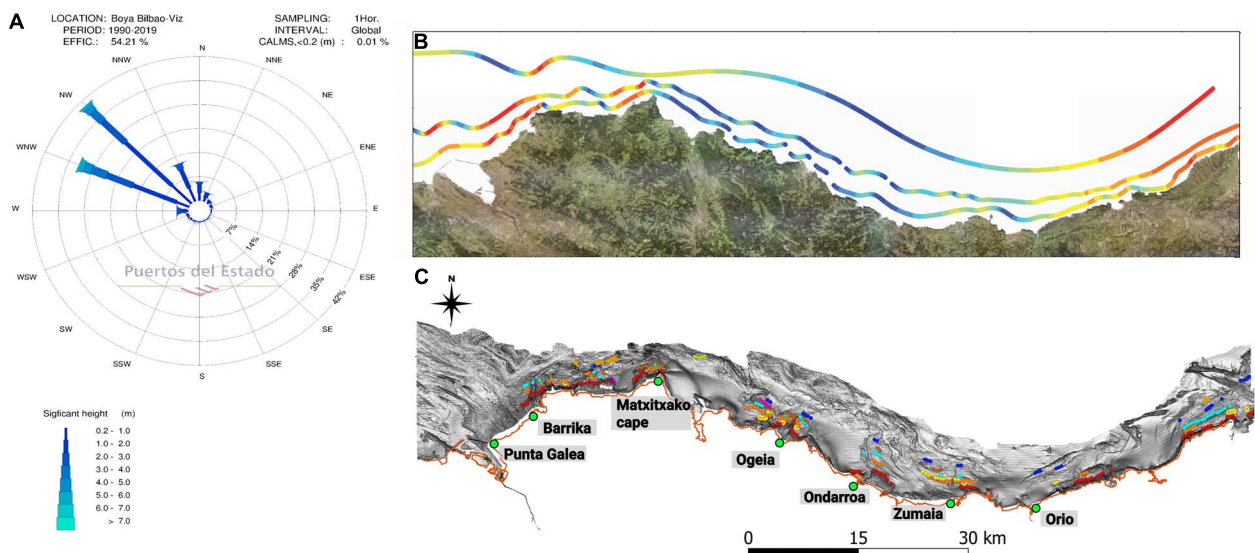 A
LOCATION: Boya Bilbao-Viz
PERIOD: 1990-2019
EFFIC.: 54.21 %
SAMPLING: 1Hor.
INTERVAL: Global
CALMS,<0.2 (m) : 0.01 %
N
NNW
NNE
NW
NE
WNW
ENE
W
E
7%
14%
21%
28%
35%
42%
Puertos del Estado
WSW
ESE
SW
SE
SSW
SSE
S
Siglicant height (m)
0.2 - 1.0
1.0 - 2.0
2.0 - 3.0
3.0 - 4.0
4.0 - 5.0
5.0 - 6.0
6.0 - 7.0
> 7.0
B
C
N
Matxitxako
cape
Barrika
Punta Galea
Ogeia
Ondarroa
Zumaia
Orio
0 15 30 km